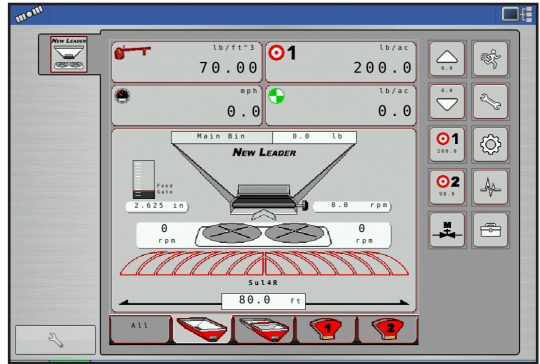 NEW LEADER
lb/ft^3
70.00
1
lb/ac
200.0
mph
0.0
lb/ac
0.0
Main Bin
0.0 lb
NEW LEADER
Feed
Gate
2.625 in
0.0 rpm
0
rpm
0
rpm
Sul4R
80.0 ft
All
1
2
0.0
0.0
1
200.0
2
90.0
M